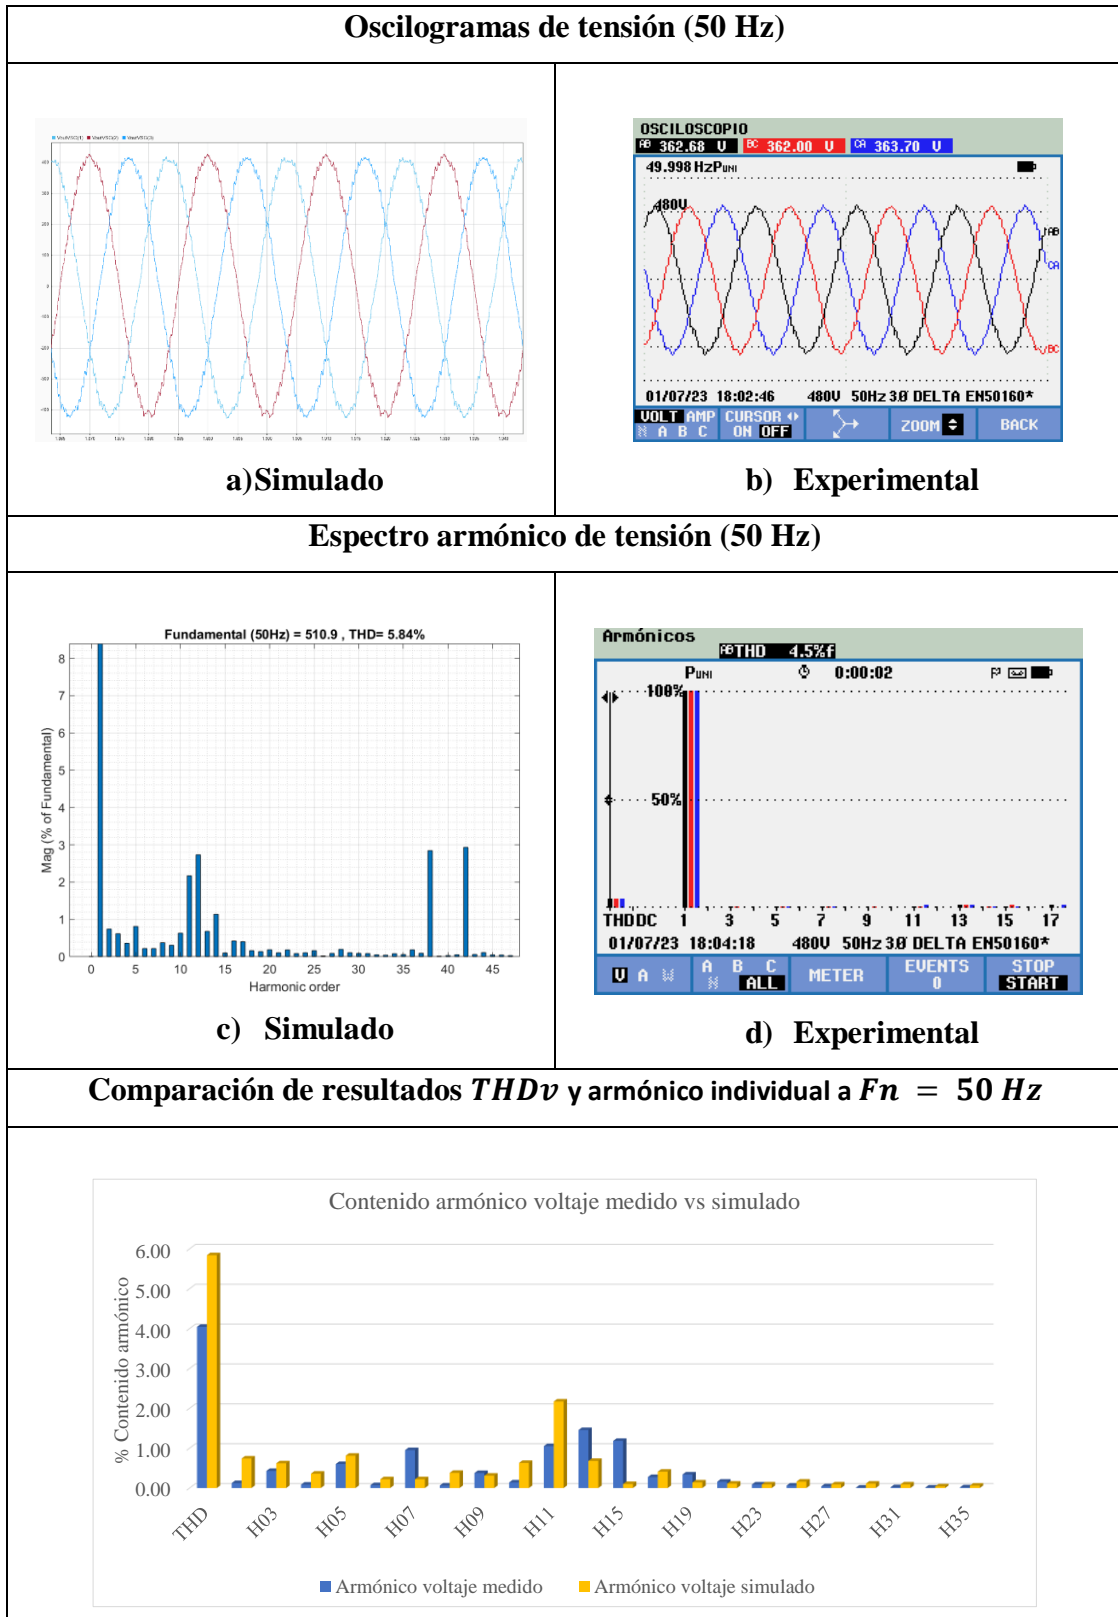 Oscilogramas de tensión (50 Hz)
OSCILOSCOPIO
AB 362.68 V BC 362.00 V CA 363.70 V
49.998 Hz PUNI
480V
AB
CA
BC
01/07/23 18:02:46 480V 50Hz 3Ø DELTA EN50160*
VOLT AMP CURSOR ZOOM BACK
N A B C ON OFF
a)Simulado
b) Experimental
Espectro armónico de tensión (50 Hz)
Fundamental (50Hz) = 510.9 , THD= 5.84%
Mag (% of Fundamental)
8
7
6
5
4
3
2
1
0
0 5 10 15 20 25 30 35 40 45
Harmonic order
Armónicos
AB THD 4.5%f
PUNI 0:00:02
100%
50%
THD DC 1 3 5 7 9 11 13 15 17
01/07/23 18:04:18 480V 50Hz 3Ø DELTA EN50160*
V A W A B C METER EVENTS STOP
N ALL 0 START
c) Simulado
d) Experimental
Comparación de resultados THDv y armónico individual a Fn = 50 Hz
Contenido armónico voltaje medido vs simulado
% Contenido armónico
6.00
5.00
4.00
3.00
2.00
1.00
0.00
THD H03 H05 H07 H09 H11 H15 H19 H23 H27 H31 H35
Armónico voltaje medido Armónico voltaje simulado